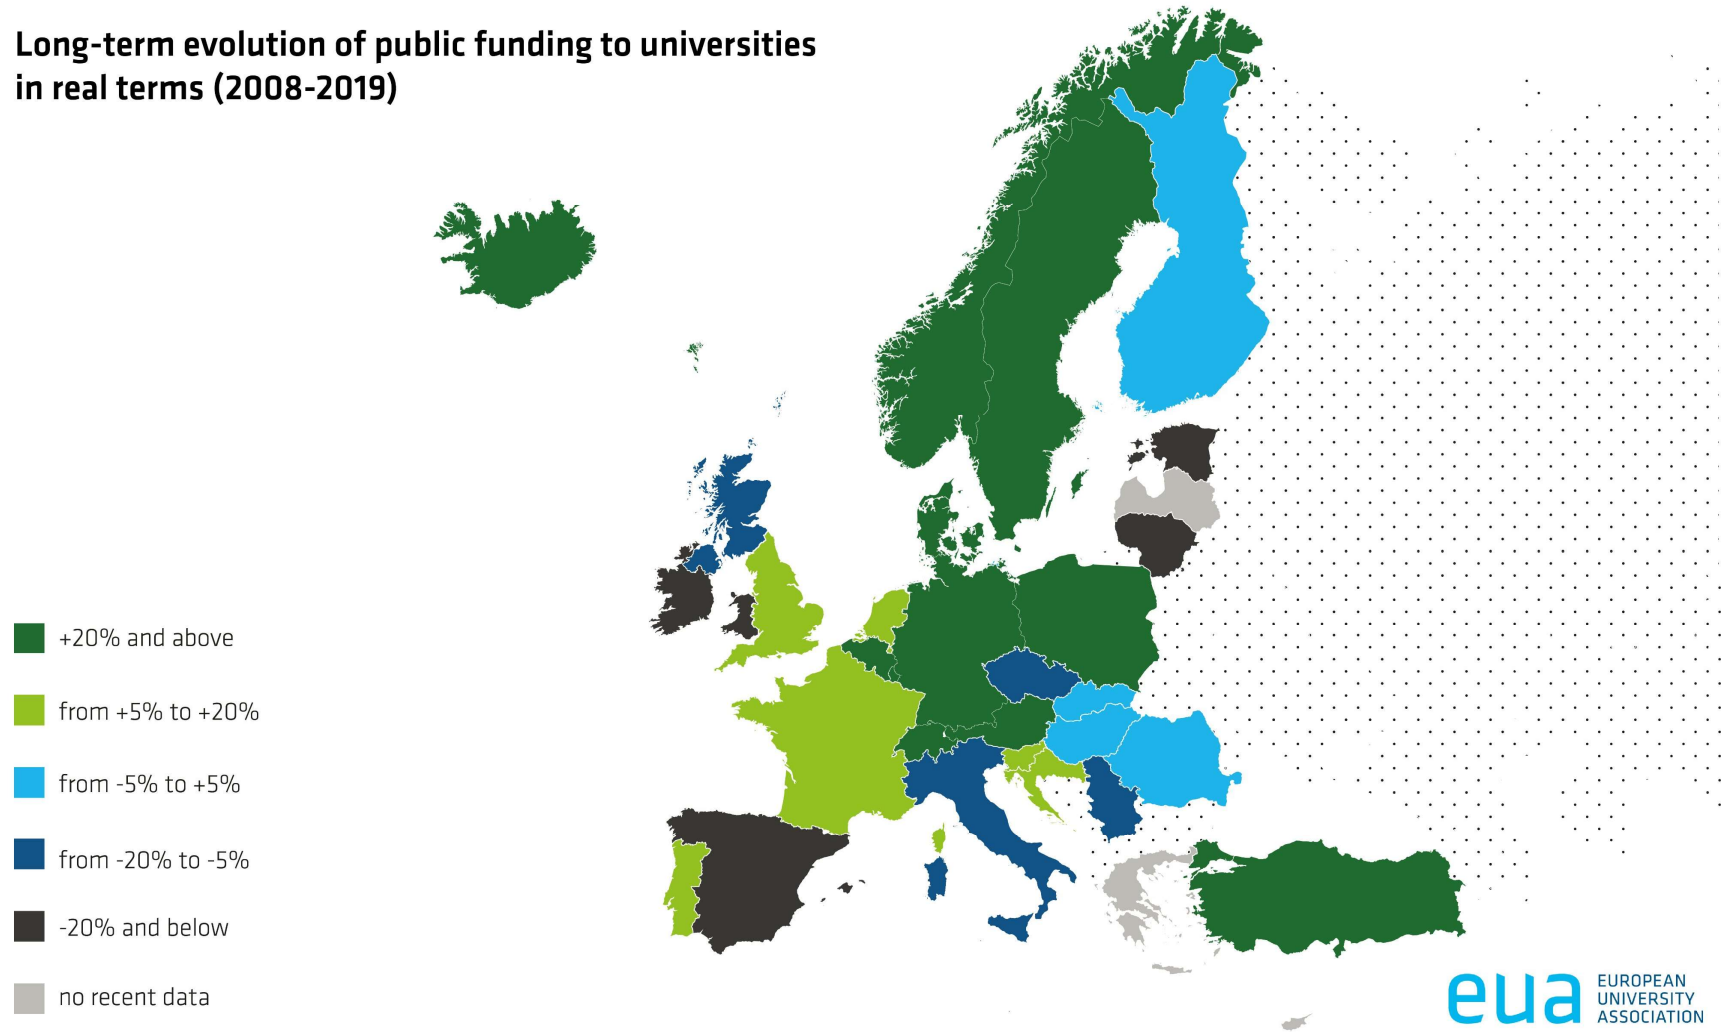 Long-term evolution of public funding to universities
in real terms (2008-2019)
+20% and above
from +5% to +20%
from -5% to +5%
from -20% to -5%
-20% and below
no recent data
eua
EUROPEAN
UNIVERSITY
ASSOCIATION